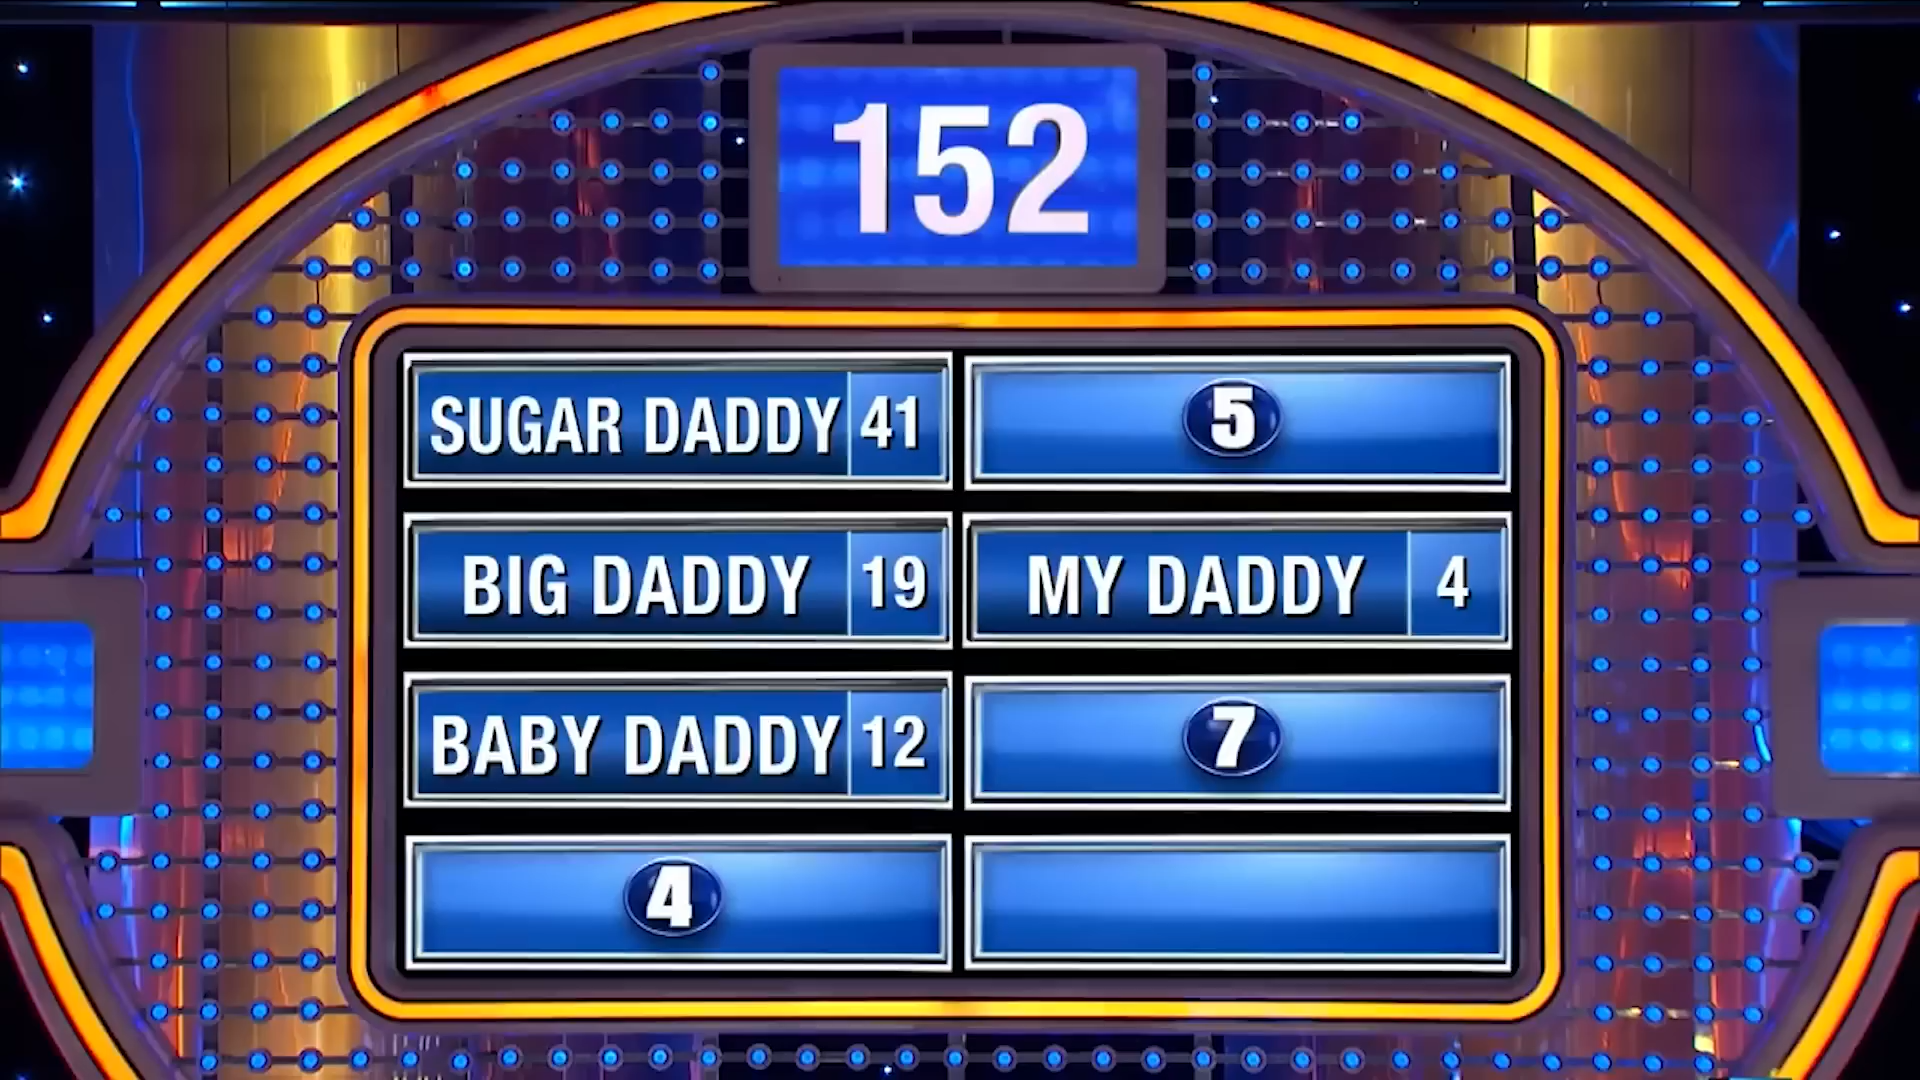 152
SUGAR DADDY 41
5
BIG DADDY 19
MY DADDY 4
BABY DADDY 12
7
4